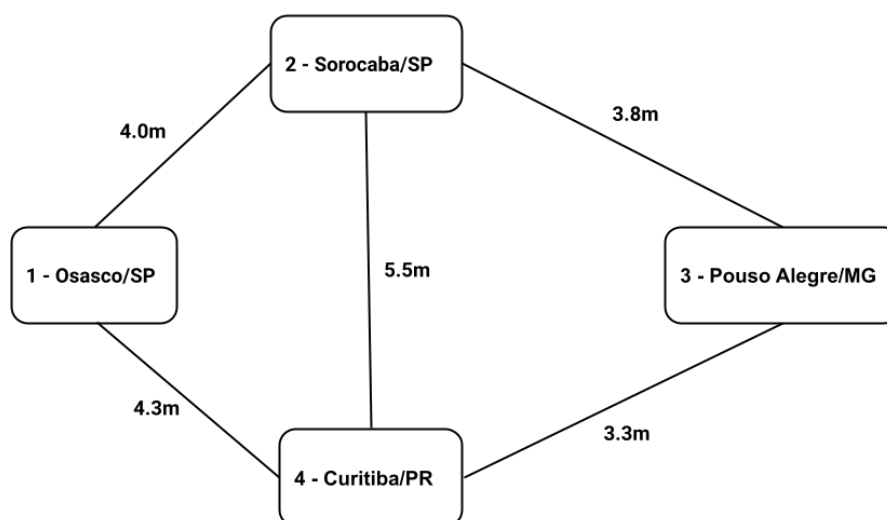 2 - Sorocaba/SP
4.0m
3.8m
1 - Osasco/SP
5.5m
3 - Pouso Alegre/MG
4.3m
3.3m
4 - Curitiba/PR